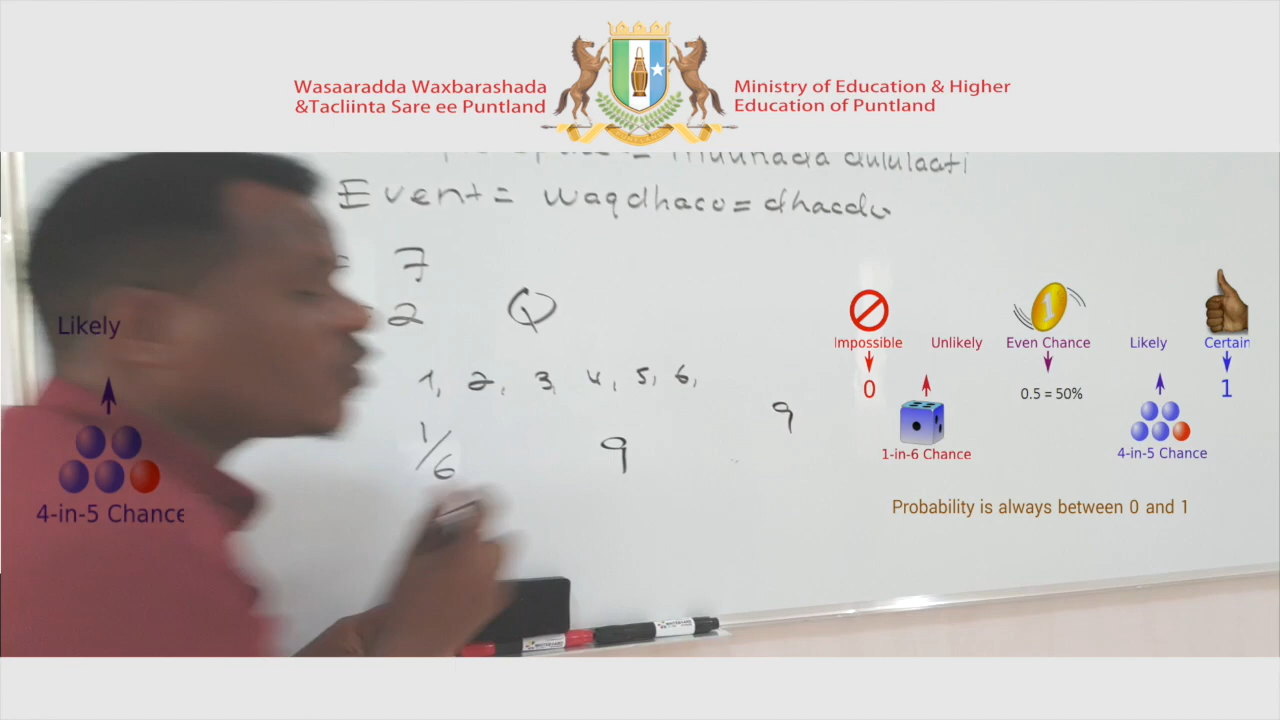 Wasaaradda Waxbarashada
&Tacliinta Sare ee Puntland
Ministry of Education & Higher
Education of Puntland
Event = waqdhaco = dhacdo
= 7
= 2 Q
1, 2, 3, 4, 5, 6,
1/6
9
9
Likely
4-in-5 Chance
Impossible
0
Unlikely
1-in-6 Chance
Even Chance
0.5 = 50%
Likely
4-in-5 Chance
Certain
1
Probability is always between 0 and 1